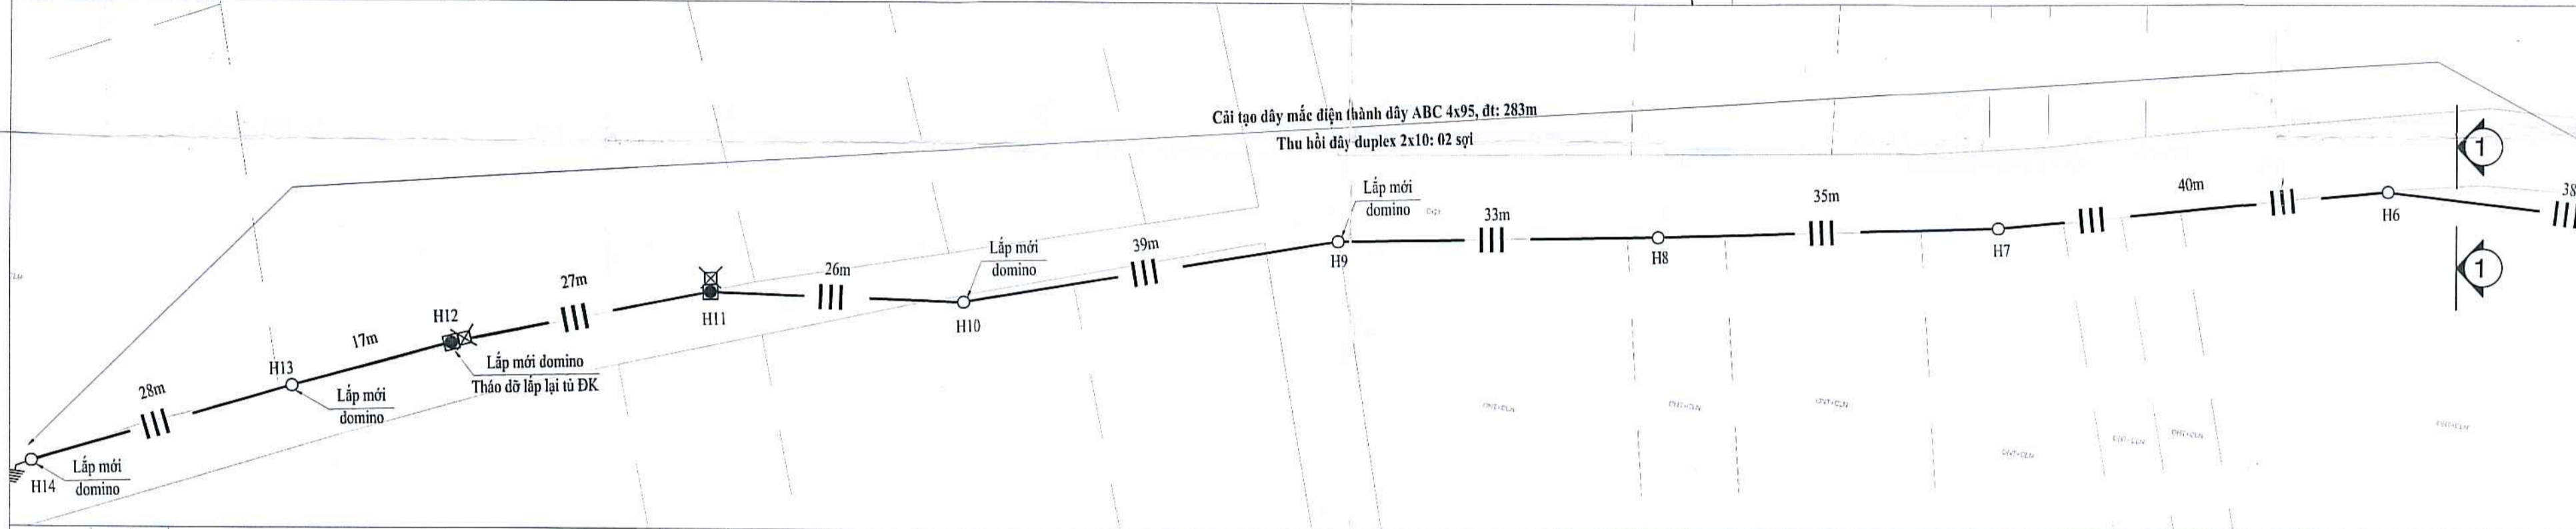 Cải tạo dây mắc điện thành dây ABC 4x95, đt: 283m
Thu hồi dây duplex 2x10: 02 sợi
1
Lắp mới
domino
33m
35m
40m
38
H6
H7
H8
H9
39m
Lắp mới
domino
26m
H10
H11
27m
H12
Lắp mới domino
Tháo dỡ lắp lại tủ ĐK
17m
H13
Lắp mới
domino
28m
Lắp mới
domino
H14
1